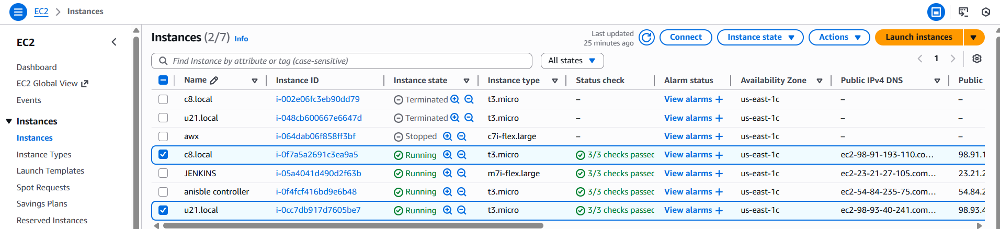 EC2 > Instances
EC2
Dashboard
EC2 Global View
Events
Instances
Instances
Instance Types
Launch Templates
Spot Requests
Savings Plans
Reserved Instances
Instances (2/7) Info
Last updated
25 minutes ago
Connect Instance state Actions Launch instances
Find Instance by attribute or tag (case-sensitive) All states 1
Name Instance ID Instance state Instance type Status check Alarm status Availability Zone Public IPv4 DNS Public
c8.local i-002e06fc3eb90dd79 Terminated t3.micro – View alarms + us-east-1c – –
u21.local i-048cb600667e6647d Terminated t3.micro – View alarms + us-east-1c – –
awx i-064dab06f858ff3bf Stopped c7i-flex.large – View alarms + us-east-1c – –
c8.local i-0f7a5a2691c3ea9a5 Running t3.micro 3/3 checks passed View alarms + us-east-1c ec2-98-91-193-110.co... 98.91.1
JENKINS i-05a4041d490d2f63b Running m7i-flex.large 3/3 checks passed View alarms + us-east-1c ec2-23-21-27-105.com... 23.21.2
anisble controller i-0f4fcf416bd9e6b48 Running t3.micro 3/3 checks passed View alarms + us-east-1c ec2-54-84-235-75.com... 54.84.2
u21.local i-0cc7db917d7605be7 Running t3.micro 3/3 checks passed View alarms + us-east-1c ec2-98-93-40-241.com... 98.93.4